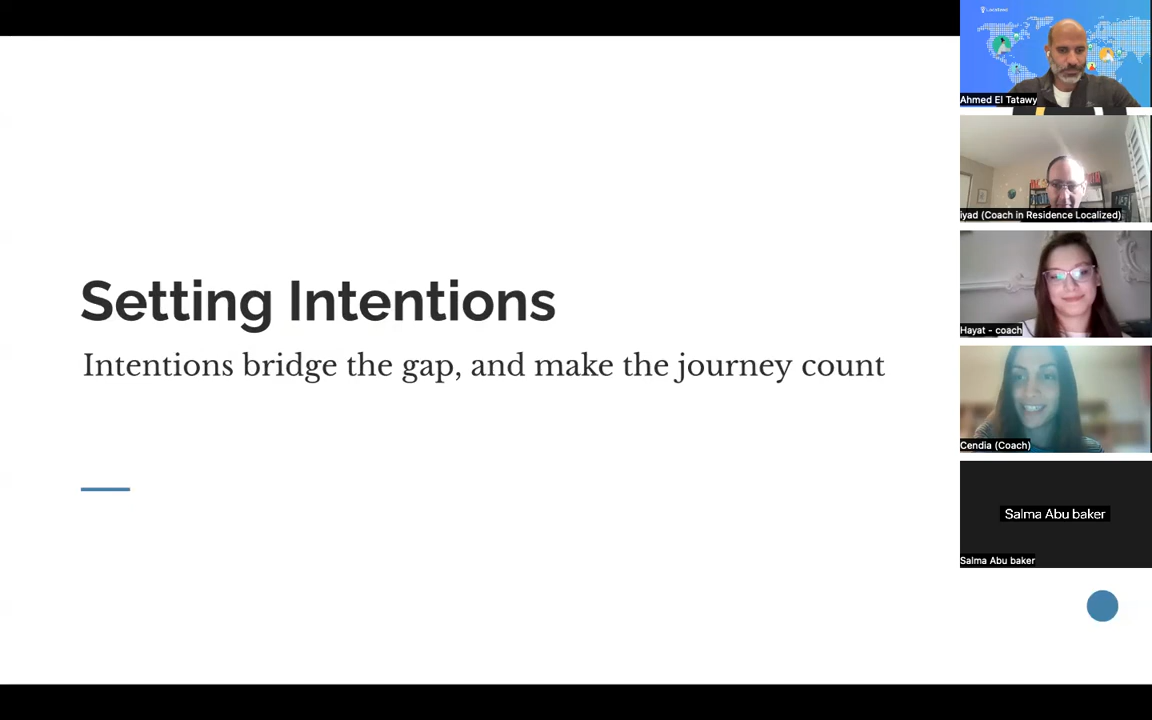 Setting Intentions
Intentions bridge the gap, and make the journey count
Localized
Ahmed El Tatawy
iyad (Coach in Residence Localized)
Hayat - coach
Cendia (Coach)
Salma Abu baker
Salma Abu baker